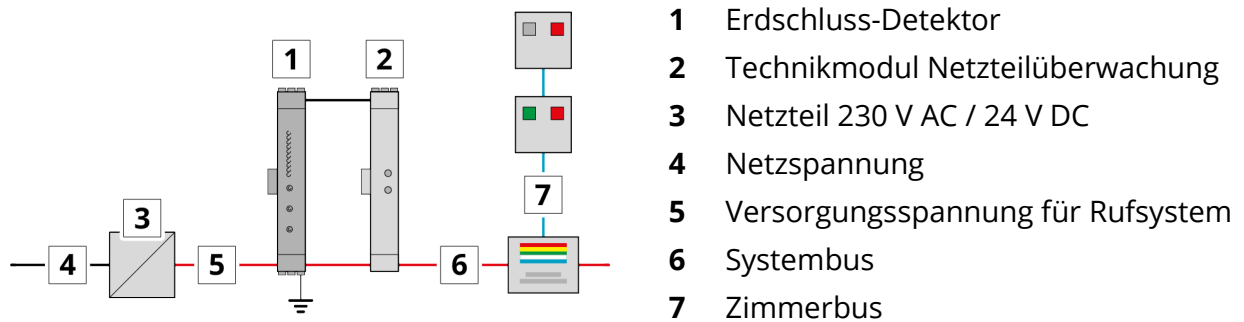 1 2 3 4 5 6 7
1 Erdschluss-Detektor
2 Technikmodul Netzteilüberwachung
3 Netzteil 230 V AC / 24 V DC
4 Netzspannung
5 Versorgungsspannung für Rufsystem
6 Systembus
7 Zimmerbus